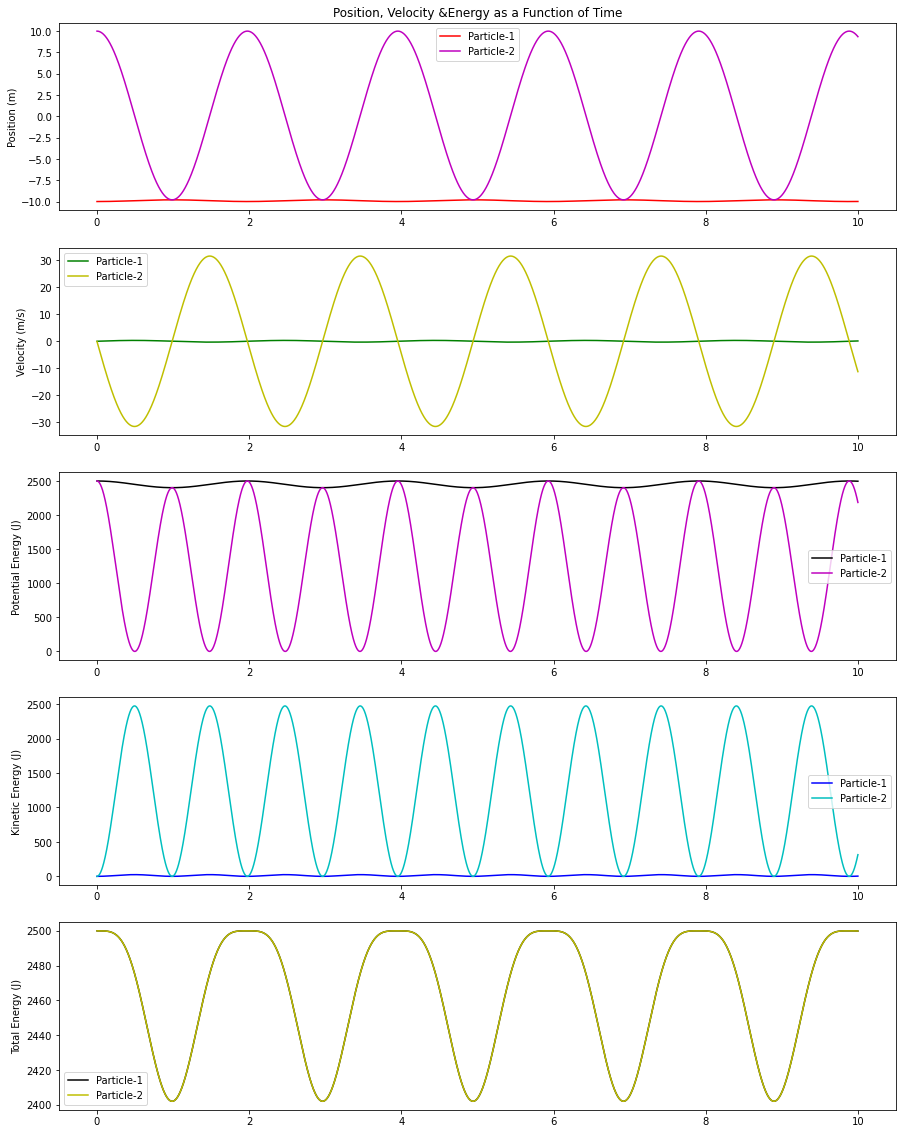 Position, Velocity &Energy as a Function of Time
Position (m)
10.0
7.5
5.0
2.5
0.0
−2.5
−5.0
−7.5
−10.0
Particle-1
Particle-2
0 2 4 6 8 10
Velocity (m/s)
30
20
10
0
−10
−20
−30
Particle-1
Particle-2
0 2 4 6 8 10
Potential Energy (J)
2500
2000
1500
1000
500
0
Particle-1
Particle-2
0 2 4 6 8 10
Kinetic Energy (J)
2500
2000
1500
1000
500
0
Particle-1
Particle-2
0 2 4 6 8 10
Total Energy (J)
2500
2480
2460
2440
2420
2400
Particle-1
Particle-2
0 2 4 6 8 10